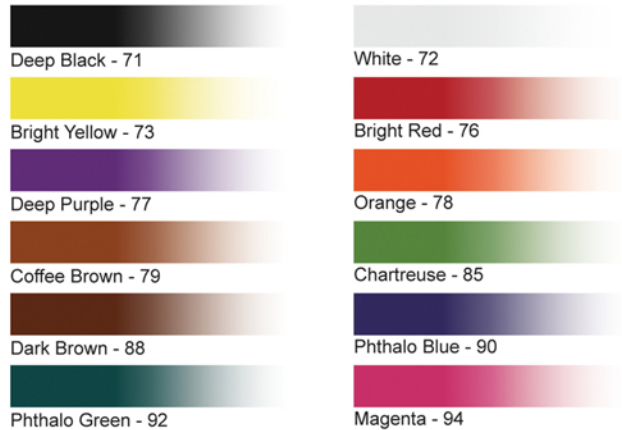 Deep Black - 71
White - 72
Bright Yellow - 73
Bright Red - 76
Deep Purple - 77
Orange - 78
Coffee Brown - 79
Chartreuse - 85
Dark Brown - 88
Phthalo Blue - 90
Phthalo Green - 92
Magenta - 94